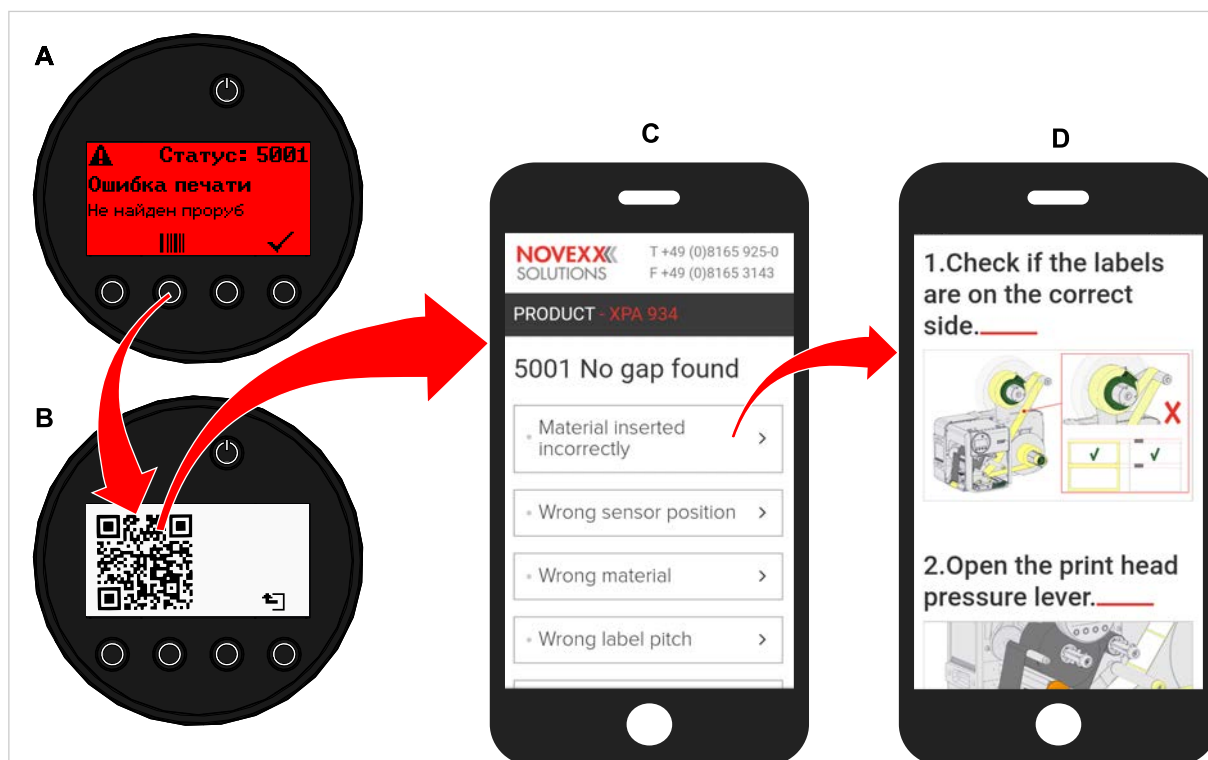 A
Статус: 5001
Ошибка печати
Не найден проруб
B
C
NOVEXX
SOLUTIONS
T +49 (0)8165 925-0
F +49 (0)8165 3143
PRODUCT - XPA 934
5001 No gap found
Material inserted
incorrectly
Wrong sensor position
Wrong material
Wrong label pitch
D
1.Check if the labels
are on the correct
side.
2.Open the print head
pressure lever.